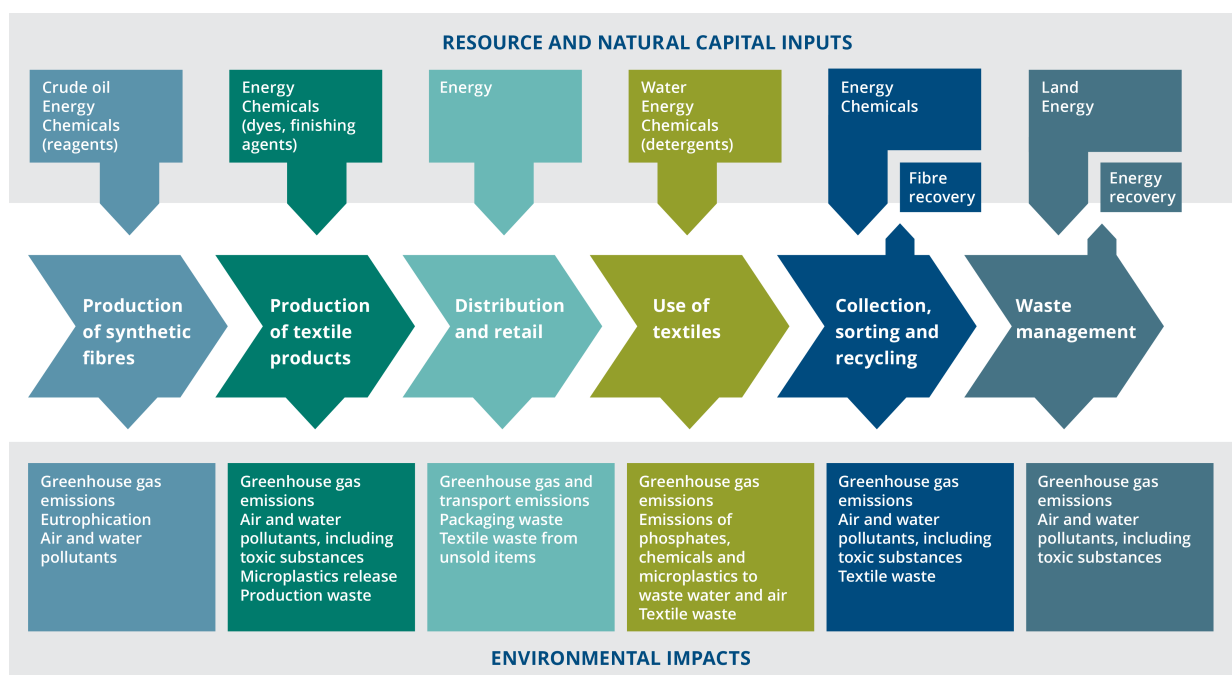 RESOURCE AND NATURAL CAPITAL INPUTS
Crude oil
Energy
Chemicals
(reagents)
Energy
Chemicals
(dyes, finishing
agents)
Energy
Water
Energy
Chemicals
(detergents)
Energy
Chemicals
Fibre
recovery
Land
Energy
Energy
recovery
Production
of synthetic
fibres
Production
of textile
products
Distribution
and retail
Use of
textiles
Collection,
sorting and
recycling
Waste
management
Greenhouse gas
emissions
Eutrophication
Air and water
pollutants
Greenhouse gas
emissions
Air and water
pollutants, including
toxic substances
Microplastics release
Production waste
Greenhouse gas and
transport emissions
Packaging waste
Textile waste from
unsold items
Greenhouse gas
emissions
Emissions of
phosphates,
chemicals and
microplastics to
waste water and air
Textile waste
Greenhouse gas
emissions
Air and water
pollutants, including
toxic substances
Textile waste
Greenhouse gas
emissions
Air and water
pollutants, including
toxic substances
ENVIRONMENTAL IMPACTS